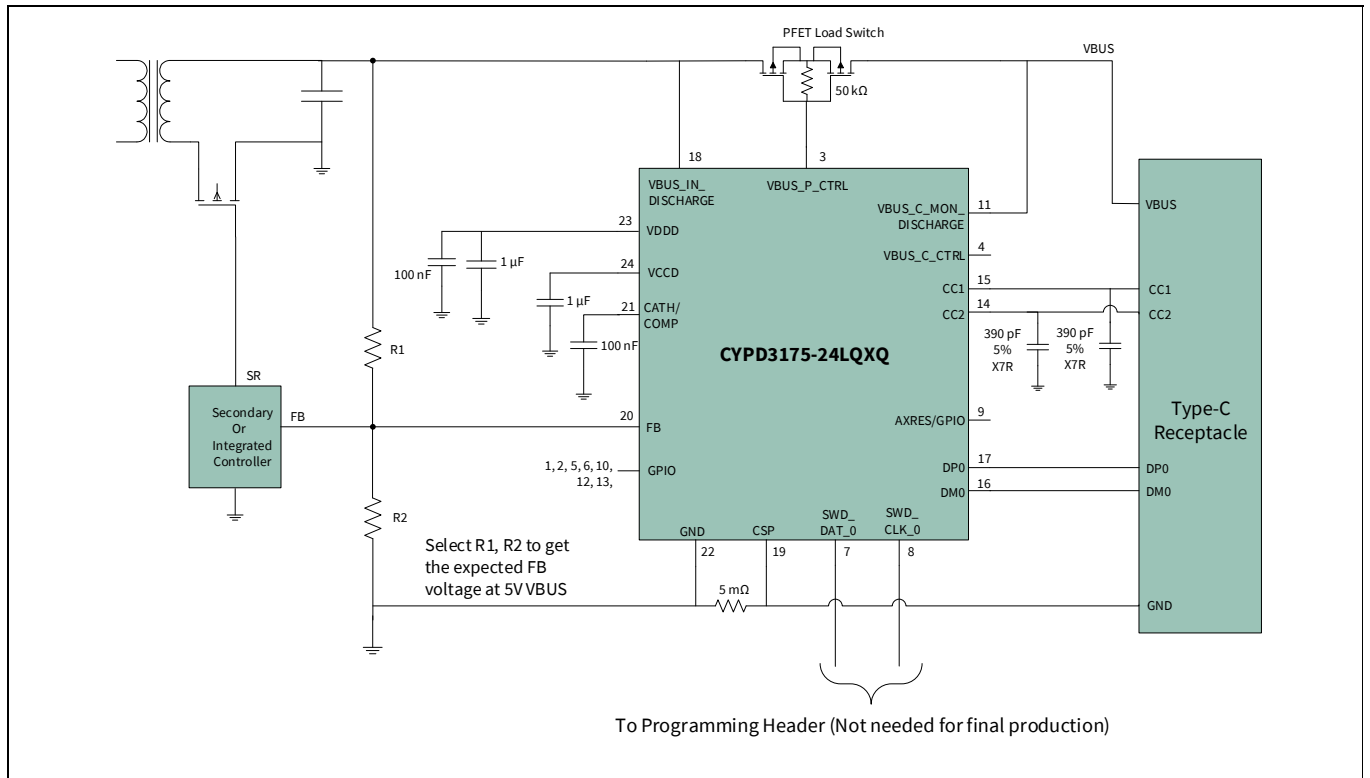 PFET Load Switch
VBUS
50 kΩ
18
3
VBUS_IN_
DISCHARGE
VBUS_P_CTRL
VBUS_C_MON_
DISCHARGE
11
VBUS
23
VDDD
VBUS_C_CTRL
4
100 nF
1 µF
24
VCCD
15
CC1
CC1
1 µF
21
CATH/
COMP
14
CC2
CC2
100 nF
390 pF
5%
X7R
390 pF
5%
X7R
CYPD3175-24LQXQ
R1
SR
Secondary
Or
Integrated
Controller
FB
20
FB
AXRES/GPIO
9
Type-C
Receptacle
1, 2, 5, 6, 10,
12, 13,
GPIO
DP0
17
DP0
DM0
16
DM0
R2
GND
CSP
SWD_
DAT_0
SWD_
CLK_0
22
19
7
8
Select R1, R2 to get
the expected FB
voltage at 5V VBUS
5 mΩ
GND
To Programming Header (Not needed for final production)